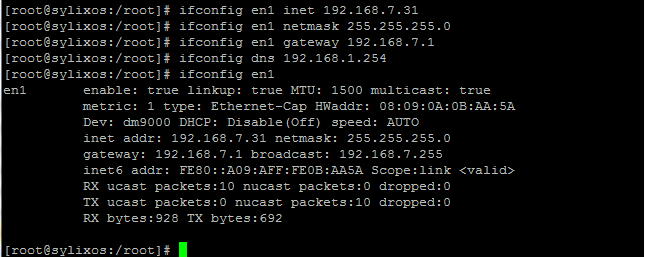 [root@sylixos:/root]# ifconfig en1 inet 192.168.7.31
[root@sylixos:/root]# ifconfig en1 netmask 255.255.255.0
[root@sylixos:/root]# ifconfig en1 gateway 192.168.7.1
[root@sylixos:/root]# ifconfig dns 192.168.1.254
[root@sylixos:/root]# ifconfig en1
en1       enable: true linkup: true MTU: 1500 multicast: true
          metric: 1 type: Ethernet-Cap HWaddr: 08:09:0A:0B:AA:5A
          Dev: dm9000 DHCP: Disable(Off) speed: AUTO
          inet addr: 192.168.7.31 netmask: 255.255.255.0
          gateway: 192.168.7.1 broadcast: 192.168.7.255
          inet6 addr: FE80::A09:AFF:FE0B:AA5A Scope:link <valid>
          RX ucast packets:10 nucast packets:0 dropped:0
          TX ucast packets:0 nucast packets:10 dropped:0
          RX bytes:928 TX bytes:692
[root@sylixos:/root]#